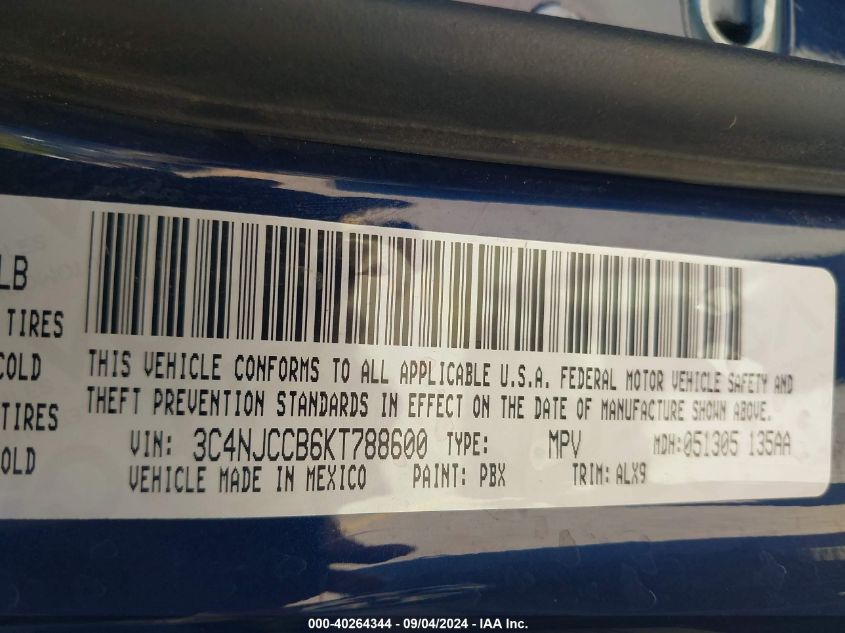 LB
TIRES
COLD
TIRES
OLD
THIS VEHICLE CONFORMS TO ALL APPLICABLE U.S.A. FEDERAL MOTOR VEHICLE SAFETY AND
THEFT PREVENTION STANDARDS IN EFFECT ON THE DATE OF MANUFACTURE SHOWN ABOVE.
VIN: 3C4NJCCB6KT788600 TYPE: MPV MDH:051305 135AA
VEHICLE MADE IN MEXICO PAINT: PBX TRIM: ALX9
000-40264344 - 09/04/2024 - IAA Inc.